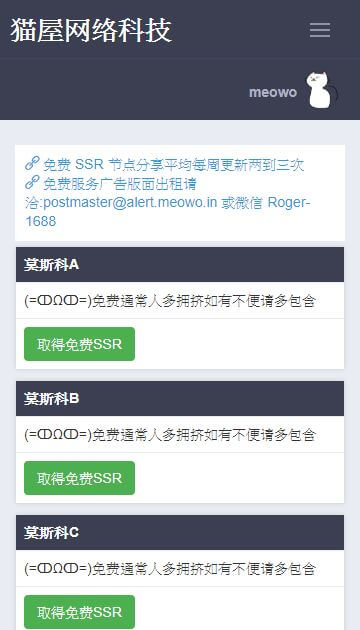 猫屋网络科技
meowo
免费 SSR 节点分享平均每周更新两到三次
免费服务广告版面出租请
洽:postmaster@alert.meowo.in 或微信 Roger-
1688
莫斯科A
(=ↀΩↀ=)免费通常人多拥挤如有不便请多包含
取得免费SSR
莫斯科B
(=ↀΩↀ=)免费通常人多拥挤如有不便请多包含
取得免费SSR
莫斯科C
(=ↀΩↀ=)免费通常人多拥挤如有不便请多包含
取得免费SSR